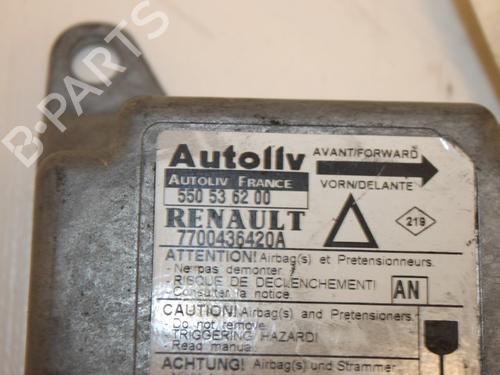 B-PARTS
Autoliv
AVANT/FORWARD
AUTOLIV FRANCE
VORN/DELANTE
550 53 62 00
RENAULT
219
7700436420A
ATTENTION! Airbag(s) et Pretensionneurs.
- Ne pas demonter.
- RISQUE DE DECLENCHEMENT!
- Consulter la notice.
AN
CAUTION! Airbag(s) and Pretensioners.
- Do not remove.
- TRIGGERING HAZARD!
- Read manual.
ACHTUNG! Airbag(s) und Strammer